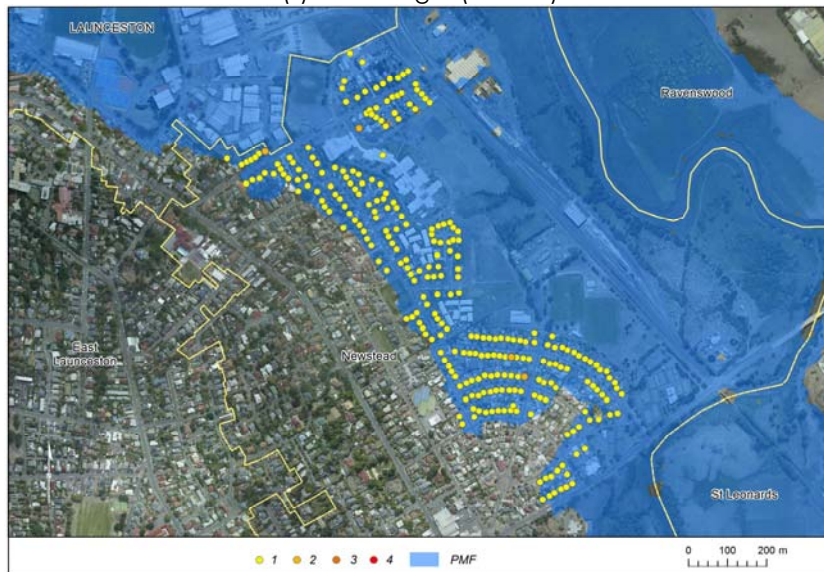 LAUNCESTON
Ravenswood
East
Launceston
Newstead
St Leonards
1 2 3 4 PMF
0 100 200 m